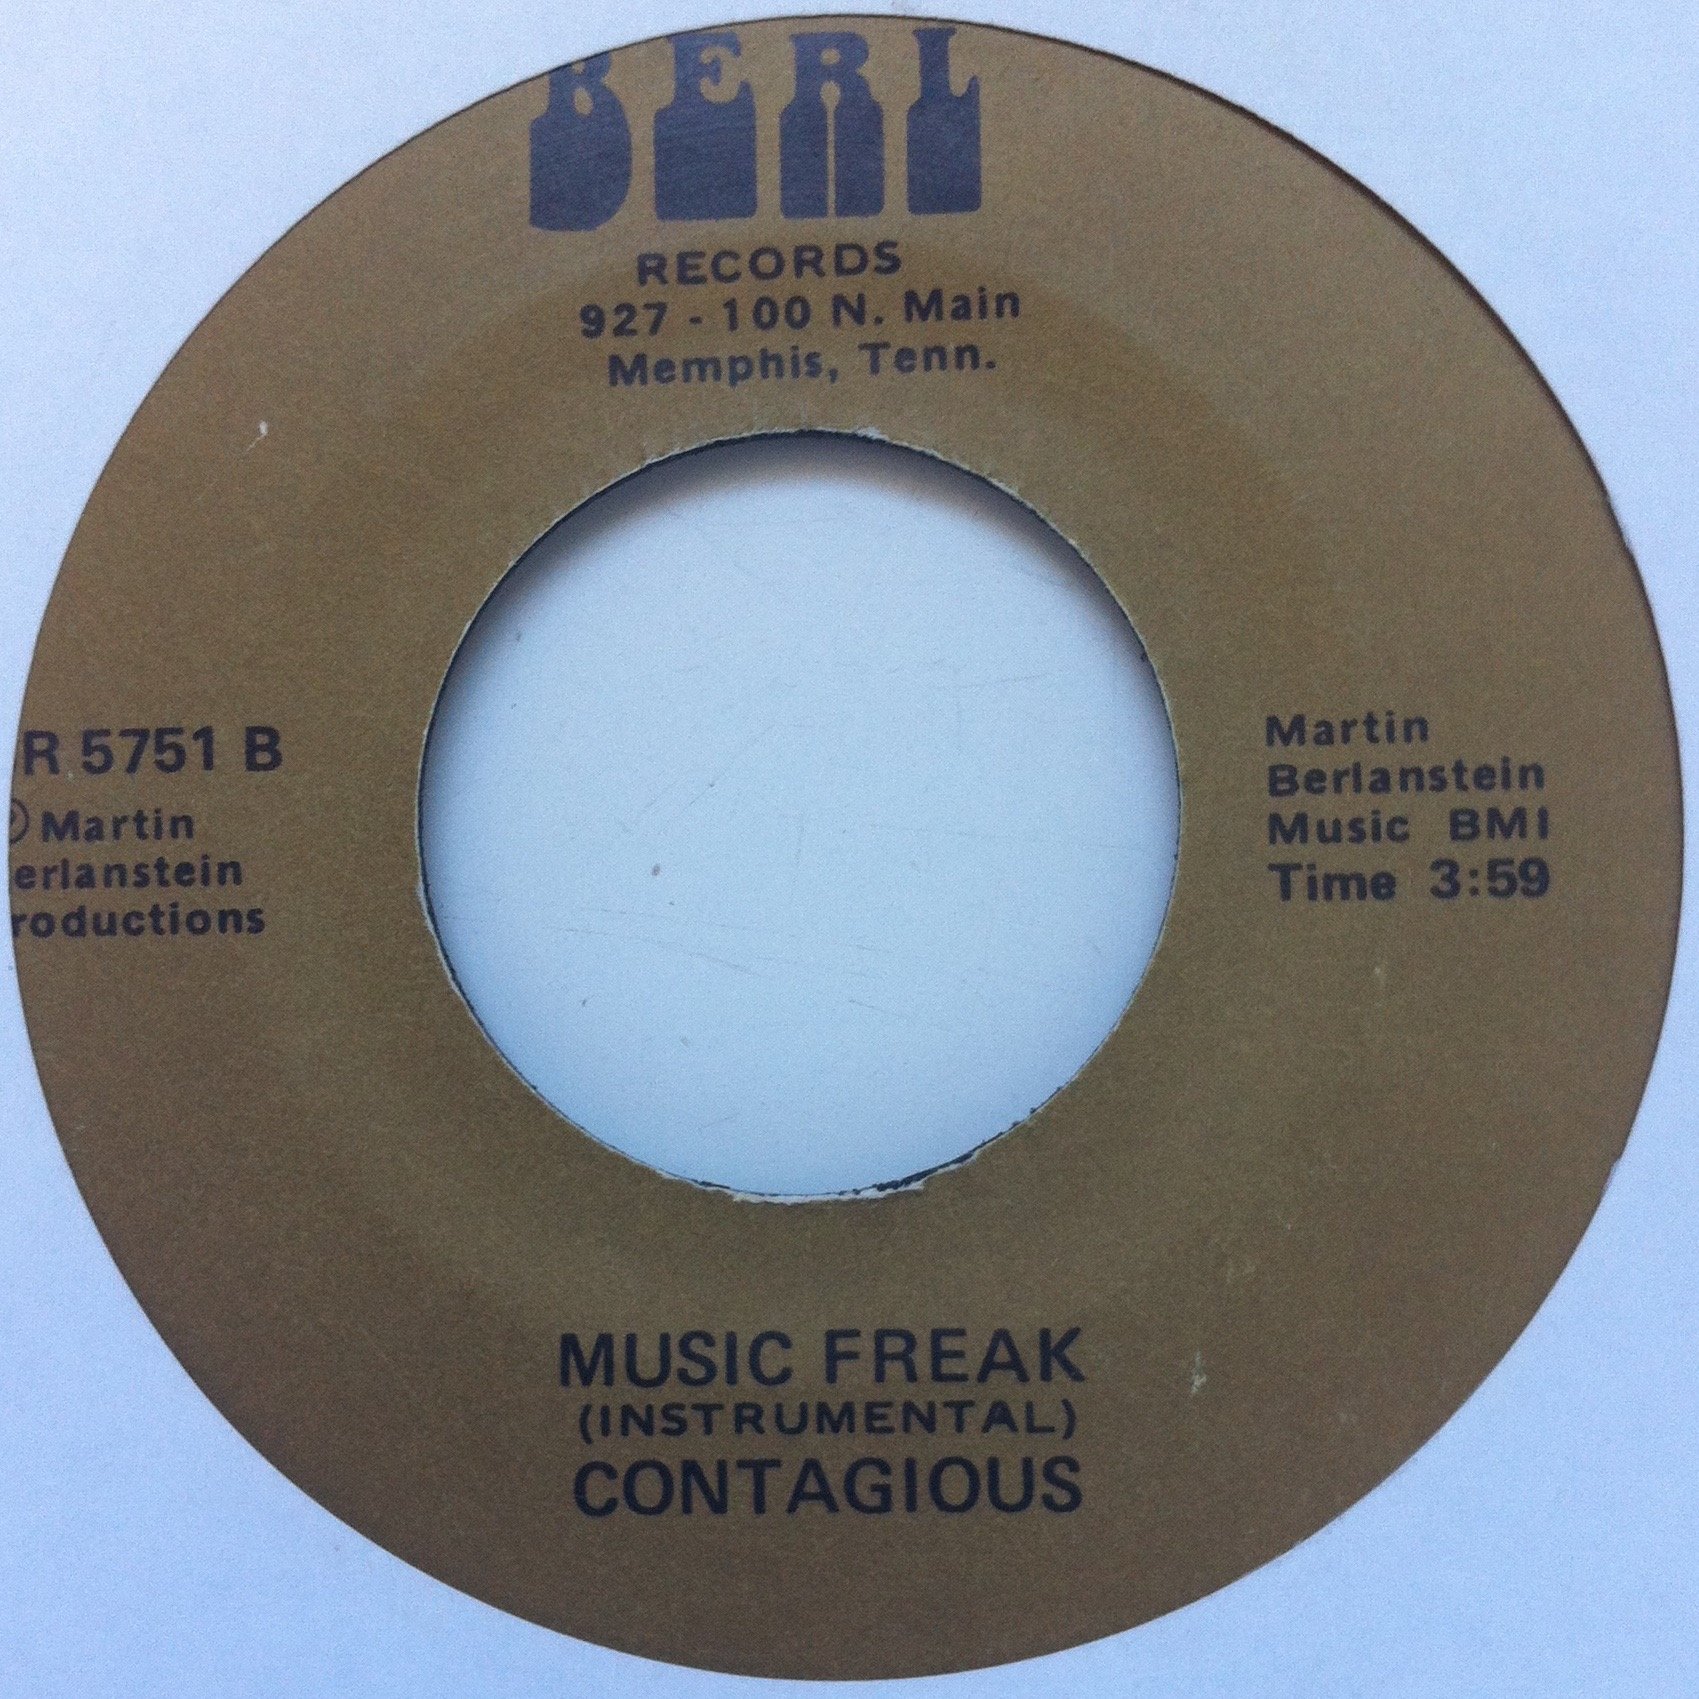 BERL
RECORDS
927 - 100 N. Main
Memphis, Tenn.
R 5751 B
℗ Martin
erlanstein
roductions
Martin
Berlanstein
Music BMI
Time 3:59
MUSIC FREAK
(INSTRUMENTAL)
CONTAGIOUS